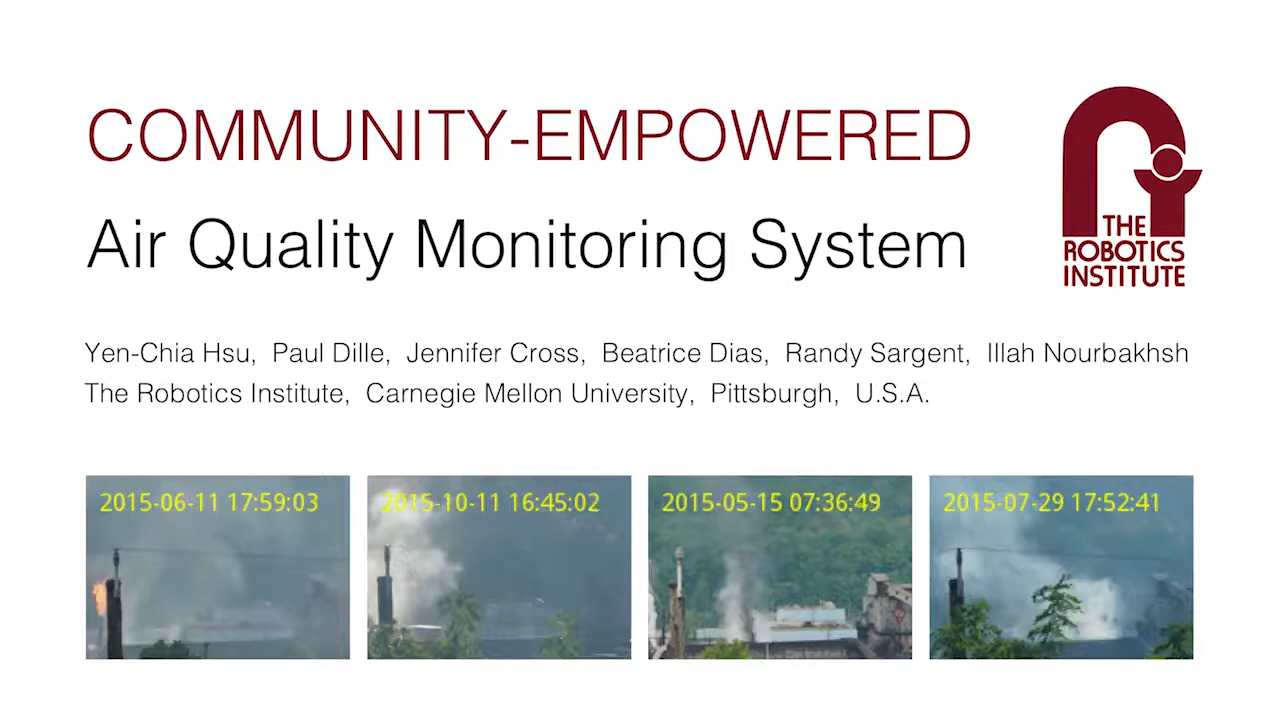 COMMUNITY-EMPOWERED
Air Quality Monitoring System
THE
ROBOTICS
INSTITUTE
Yen-Chia Hsu, Paul Dille, Jennifer Cross, Beatrice Dias, Randy Sargent, Illah Nourbakhsh
The Robotics Institute, Carnegie Mellon University, Pittsburgh, U.S.A.
2015-06-11 17:59:03
2015-10-11 16:45:02
2015-05-15 07:36:49
2015-07-29 17:52:41